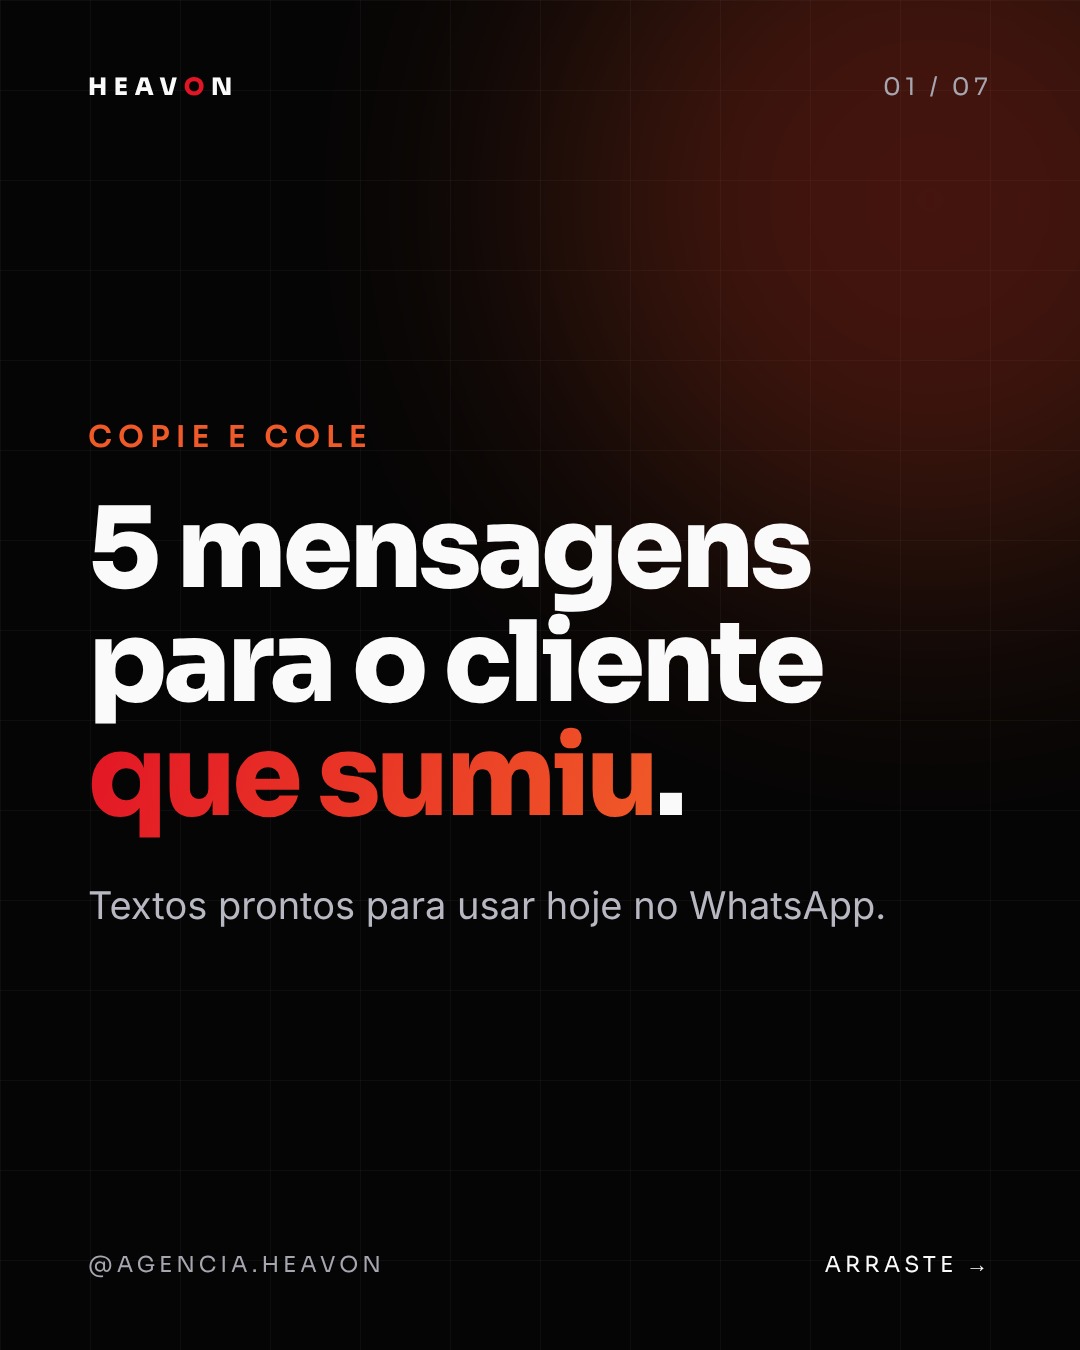 HEAVON
01 / 07
COPIE E COLE
5 mensagens
para o cliente
que sumiu.
Textos prontos para usar hoje no WhatsApp.
@AGENCIA.HEAVON
ARRASTE →